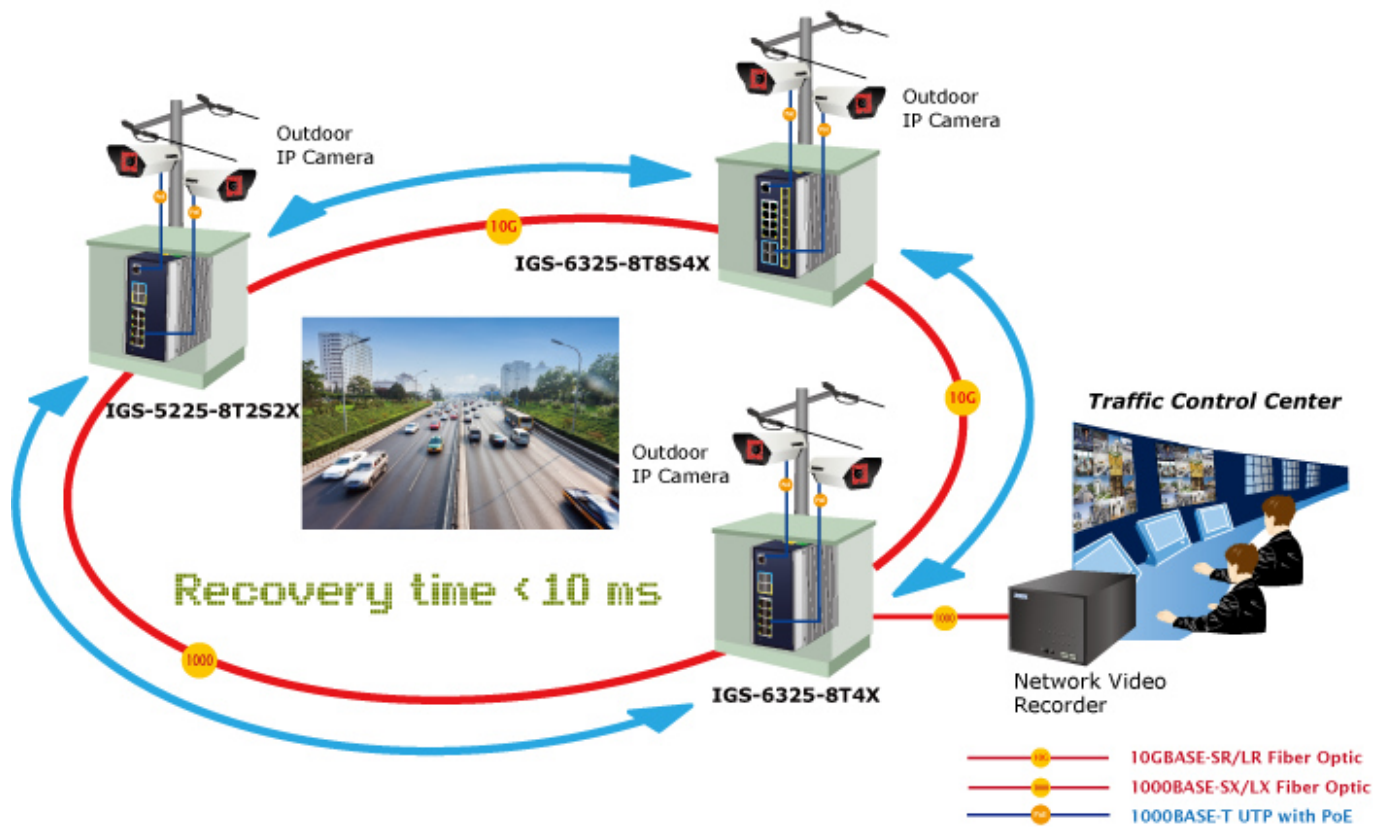 Outdoor
IP Camera
Outdoor
IP Camera
10G
IGS-6325-8T8S4X
IGS-5225-8T2S2X
10G
Traffic Control Center
Outdoor
IP Camera
Recovery time < 10 ms
1000
1000
IGS-6325-8T4X
Network Video
Recorder
10G
10GBASE-SR/LR Fiber Optic
1000BASE-SX/LX Fiber Optic
PoE
1000BASE-T UTP with PoE